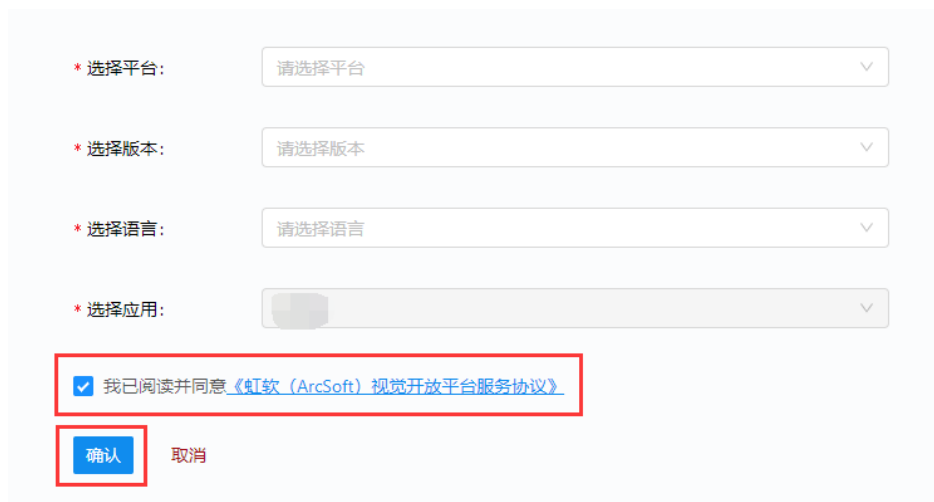 * 选择平台： 请选择平台
* 选择版本： 请选择版本
* 选择语言： 请选择语言
* 选择应用：
我已阅读并同意《虹软（ArcSoft）视觉开放平台服务协议》
确认 取消